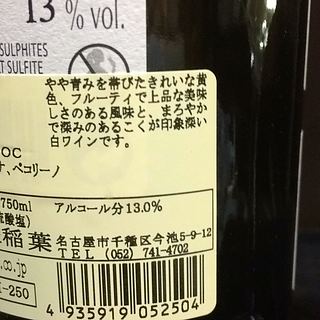 13 % vol.
SULPHITES
T SULFITE
やや青みを帯びたきれいな黄
色、フルーティで上品な美味
しさのある風味と、まろやか
で深みのあるこくが印象深い
白ワインです。
OC
ナ、ペコリーノ
750ml
アルコール分13.0%
硫酸塩)
稲葉 名古屋市千種区今池5-9-12
TEL (052) 741-4702
.co.jp
-250
4 935919 052504